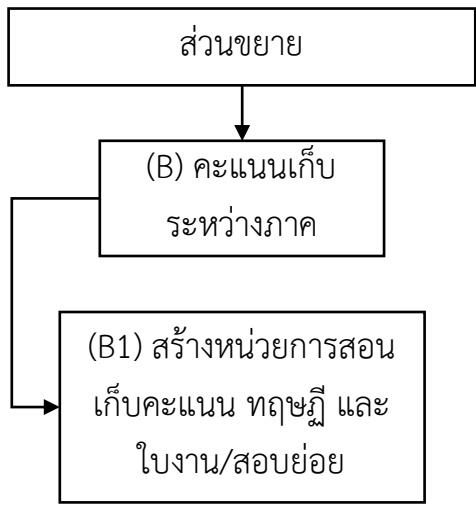 ส่วนขยาย
(B) คะแนนเก็บ
ระหว่างภาค
(B1) สร้างหน่วยการสอน
เก็บคะแนน ทฤษฎี และ
ใบงาน/สอบย่อย